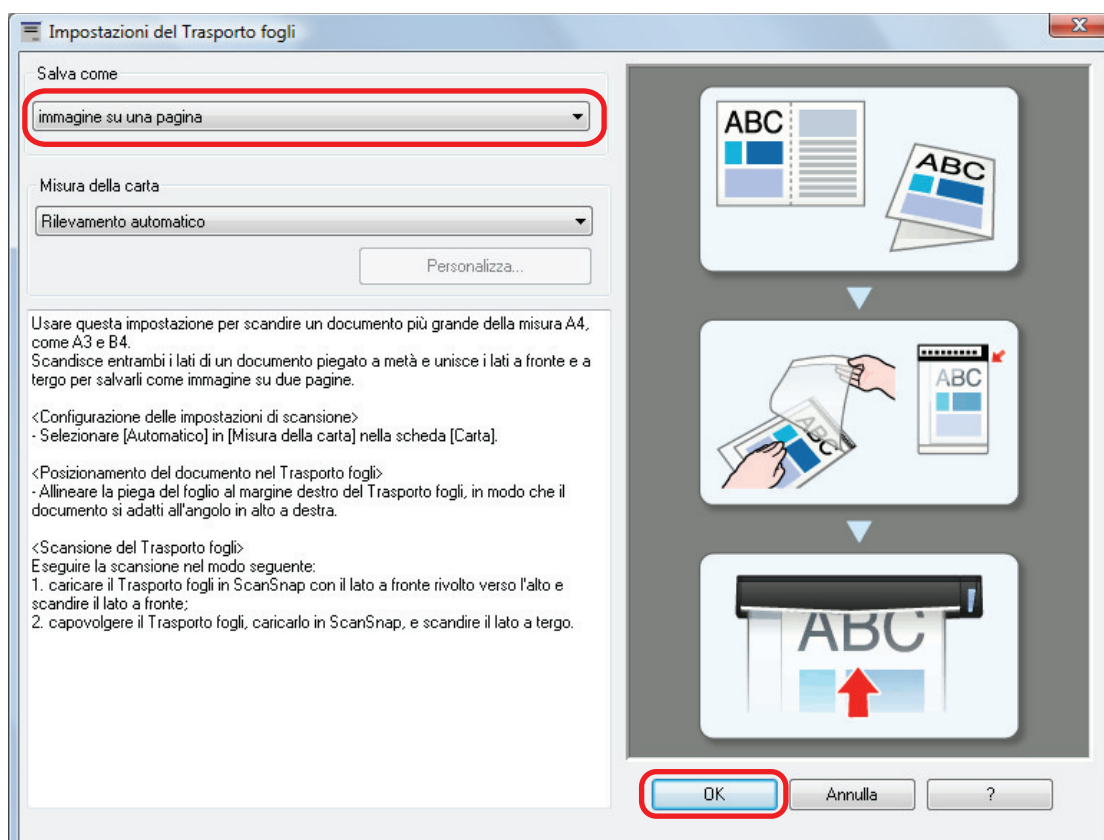 Impostazioni del Trasporto fogli
Salva come
immagine su una pagina
Misura della carta
Rilevamento automatico
Personalizza...
Usare questa impostazione per scandire un documento più grande della misura A4,
come A3 e B4.
Scandisce entrambi i lati di un documento piegato a metà e unisce i lati a fronte e a
tergo per salvarli come immagine su due pagine.
<Configurazione delle impostazioni di scansione>
- Selezionare [Automatico] in [Misura della carta] nella scheda [Carta].
<Posizionamento del documento nel Trasporto fogli>
- Allineare la piega del foglio al margine destro del Trasporto fogli, in modo che il
documento si adatti all'angolo in alto a destra.
<Scansione del Trasporto fogli>
Eseguire la scansione nel modo seguente:
1. caricare il Trasporto fogli in ScanSnap con il lato a fronte rivolto verso l'alto e
scandire il lato a fronte;
2. capovolgere il Trasporto fogli, caricarlo in ScanSnap, e scandire il lato a tergo.
ABC
ABC
ABC
ABC
ABC
OK
Annulla
?